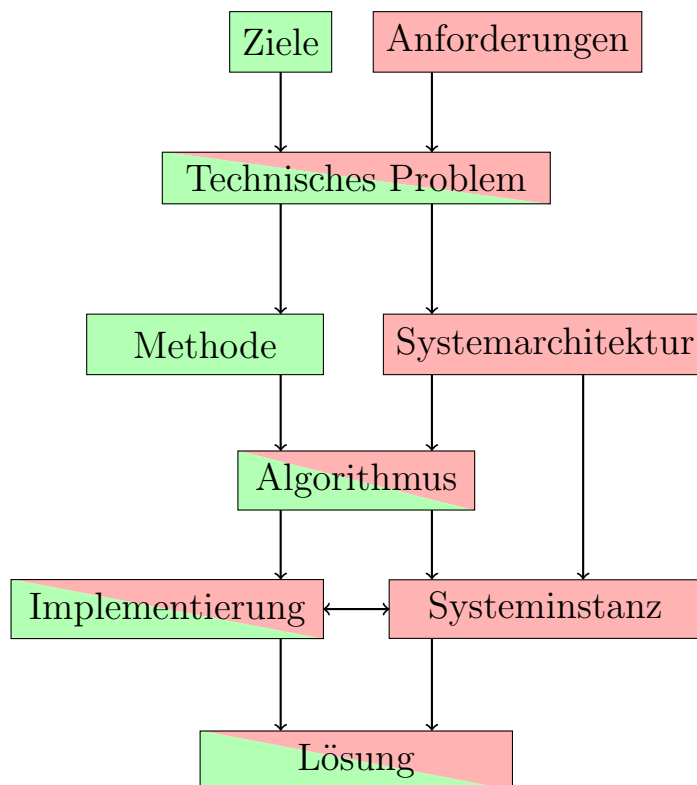 Ziele
Anforderungen
Technisches Problem
Methode
Systemarchitektur
Algorithmus
Implementierung
Systeminstanz
Lösung